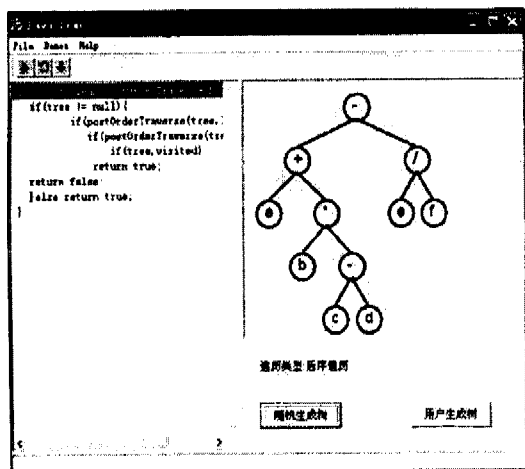 File Demos Help
if(tree != null){
if(postOrderTraverse(tree,
if(postOrderTraverse(tre
if(tree,visited)
return true;
return false
}else return true;
}
-
+ /
a * e f
b -
c d
遍历类型:后序遍历
随机生成树 用户生成树